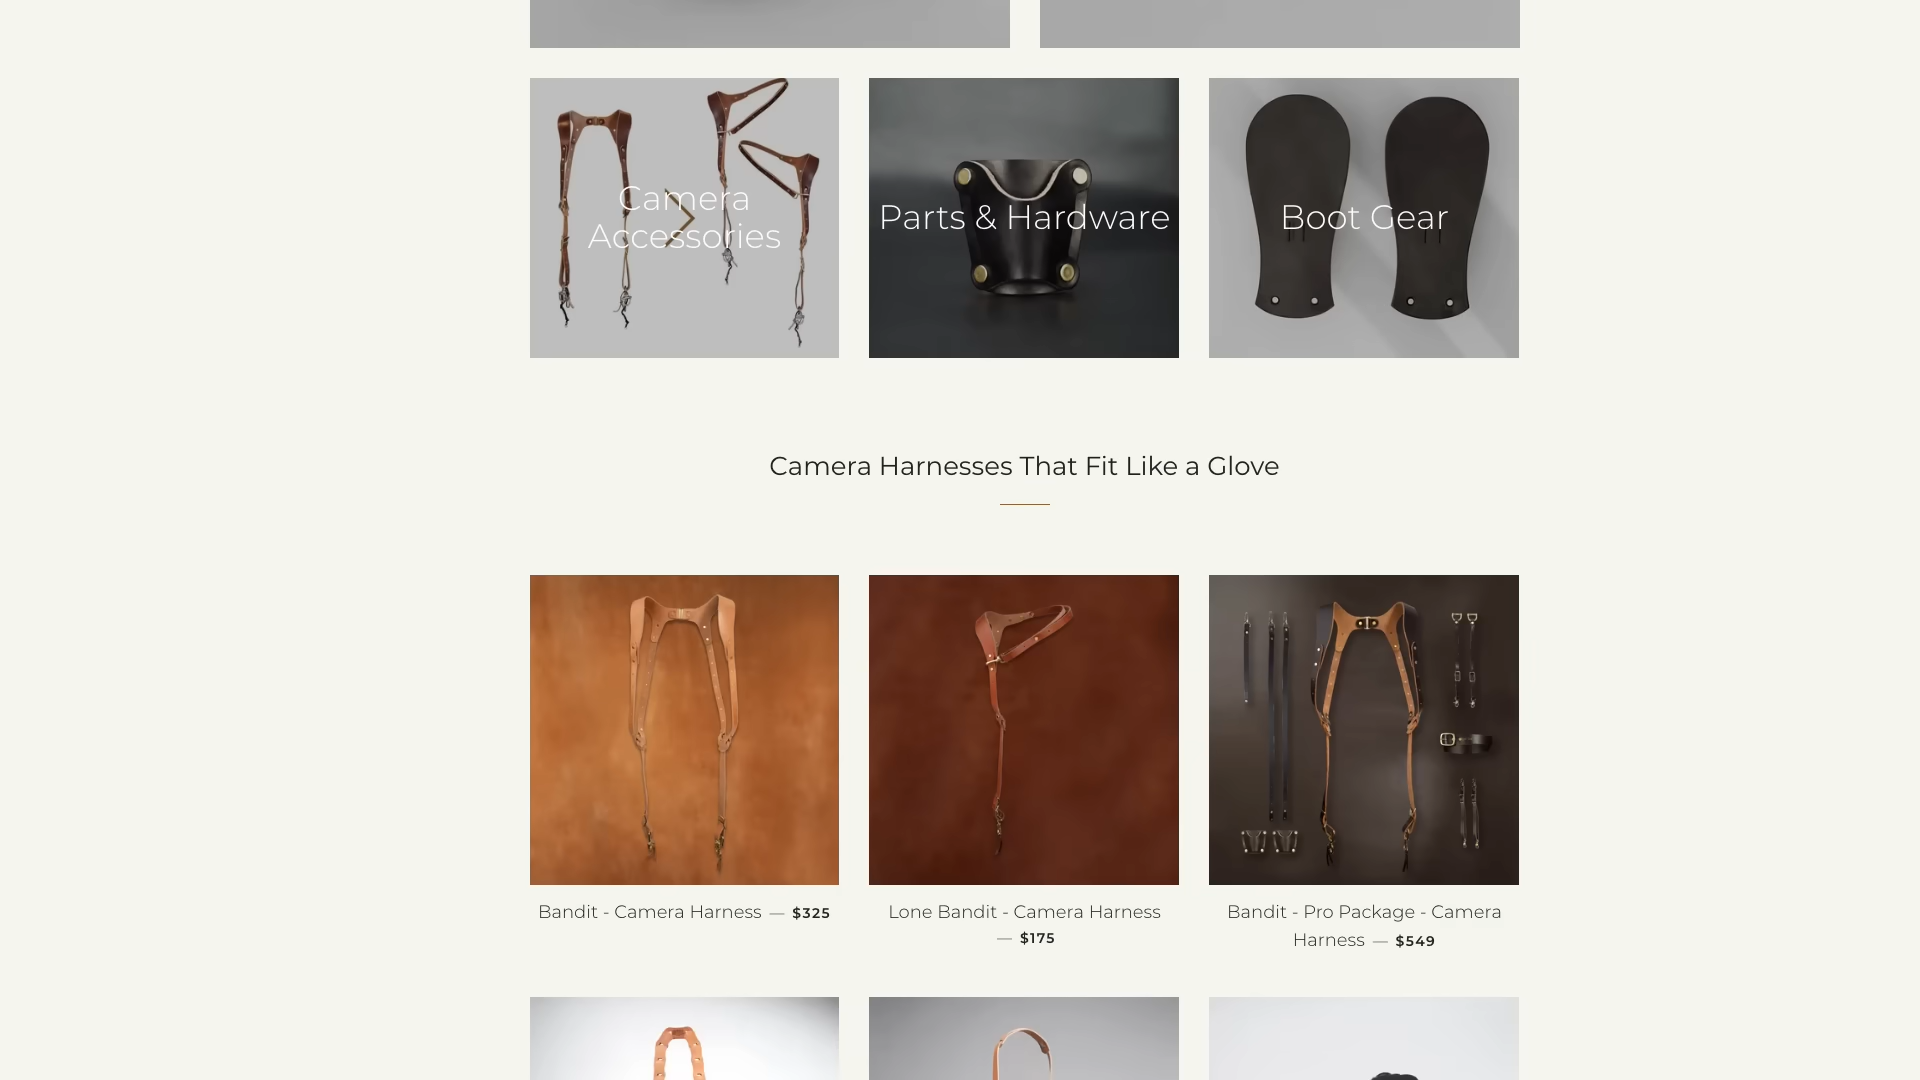 Camera
Accessories
Parts & Hardware
Boot Gear
Camera Harnesses That Fit Like a Glove
Bandit - Camera Harness — $325
Lone Bandit - Camera Harness
— $175
Bandit - Pro Package - Camera
Harness — $549